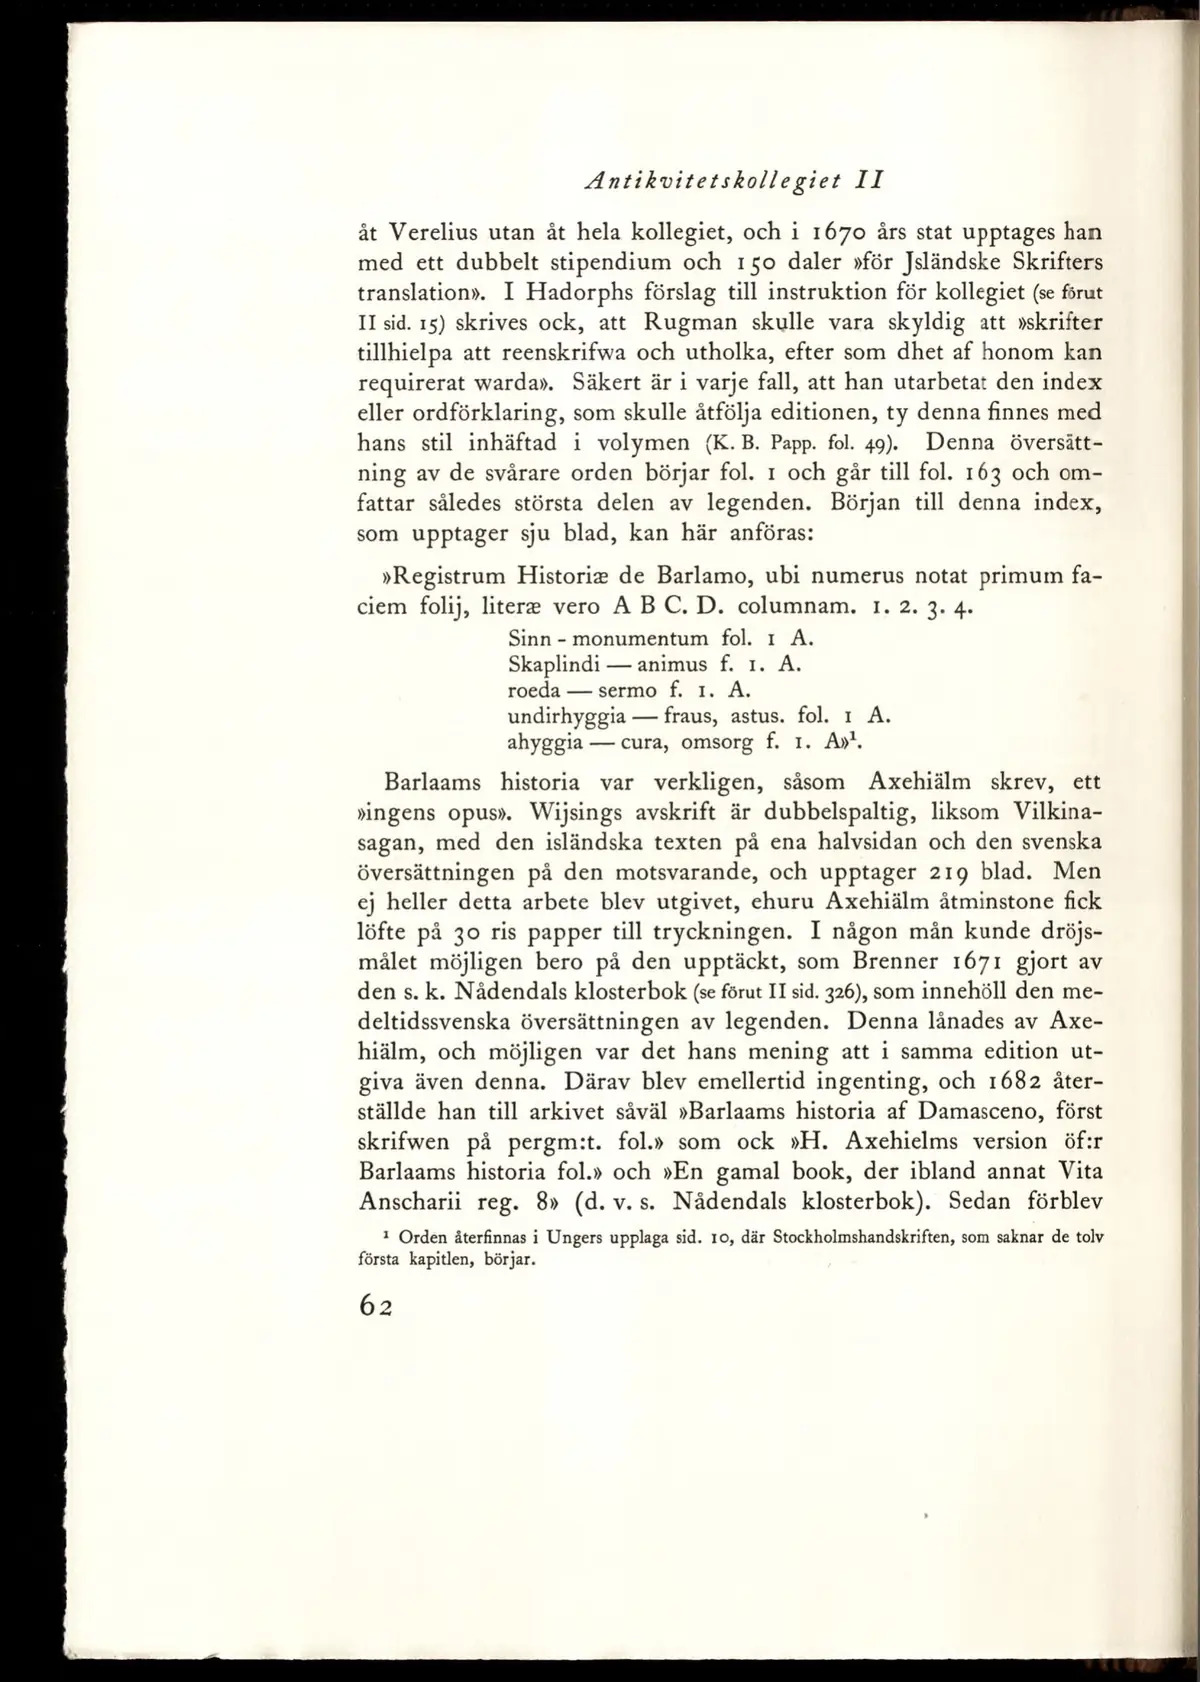 Antikvitetskollegiet II
åt Verelius utan åt hela kollegiet, och i 1670 års stat upptages han
med ett dubbelt stipendium och 150 daler »för Jsländske Skrifters
translation». I Hadorphs förslag till instruktion för kollegiet (se förut
II sid. 15) skrives ock, att Rugman skulle vara skyldig att »skrifter
tillhielpa att reenskrifwa och utholka, efter som dhet af honom kan
requirerat warda». Säkert är i varje fall, att han utarbetat den index
eller ordförklaring, som skulle åtfölja editionen, ty denna finnes med
hans stil inhäftad i volymen (K. B. Papp. fol. 49). Denna översätt-
ning av de svårare orden börjar fol. 1 och går till fol. 163 och om-
fattar således största delen av legenden. Början till denna index,
som upptager sju blad, kan här anföras:
»Registrum Historiæ de Barlamo, ubi numerus notat primum fa-
ciem folij, literæ vero A B C. D. columnam. 1. 2. 3. 4.
Sinn - monumentum fol. 1 A.
Skaplindi — animus f. 1. A.
roeda — sermo f. 1. A.
undirhyggia — fraus, astus. fol. 1 A.
ahyggia — cura, omsorg f. 1. A»¹.
Barlaams historia var verkligen, såsom Axehiälm skrev, ett
»ingens opus». Wijsings avskrift är dubbelspaltig, liksom Vilkina-
sagan, med den isländska texten på ena halvsidan och den svenska
översättningen på den motsvarande, och upptager 219 blad. Men
ej heller detta arbete blev utgivet, ehuru Axehiälm åtminstone fick
löfte på 30 ris papper till tryckningen. I någon mån kunde dröjs-
målet möjligen bero på den upptäckt, som Brenner 1671 gjort av
den s. k. Nådendals klosterbok (se förut II sid. 326), som innehöll den me-
deltidssvenska översättningen av legenden. Denna lånades av Axe-
hiälm, och möjligen var det hans mening att i samma edition ut-
giva även denna. Därav blev emellertid ingenting, och 1682 åter-
ställde han till arkivet såväl »Barlaams historia af Damasceno, först
skrifwen på pergm:t. fol.» som ock »H. Axehielms version öf:r
Barlaams historia fol.» och »En gamal book, der ibland annat Vita
Anscharii reg. 8» (d. v. s. Nådendals klosterbok). Sedan förblev
¹ Orden återfinnas i Ungers upplaga sid. 10, där Stockholmshandskriften, som saknar de tolv
första kapitlen, börjar.
62